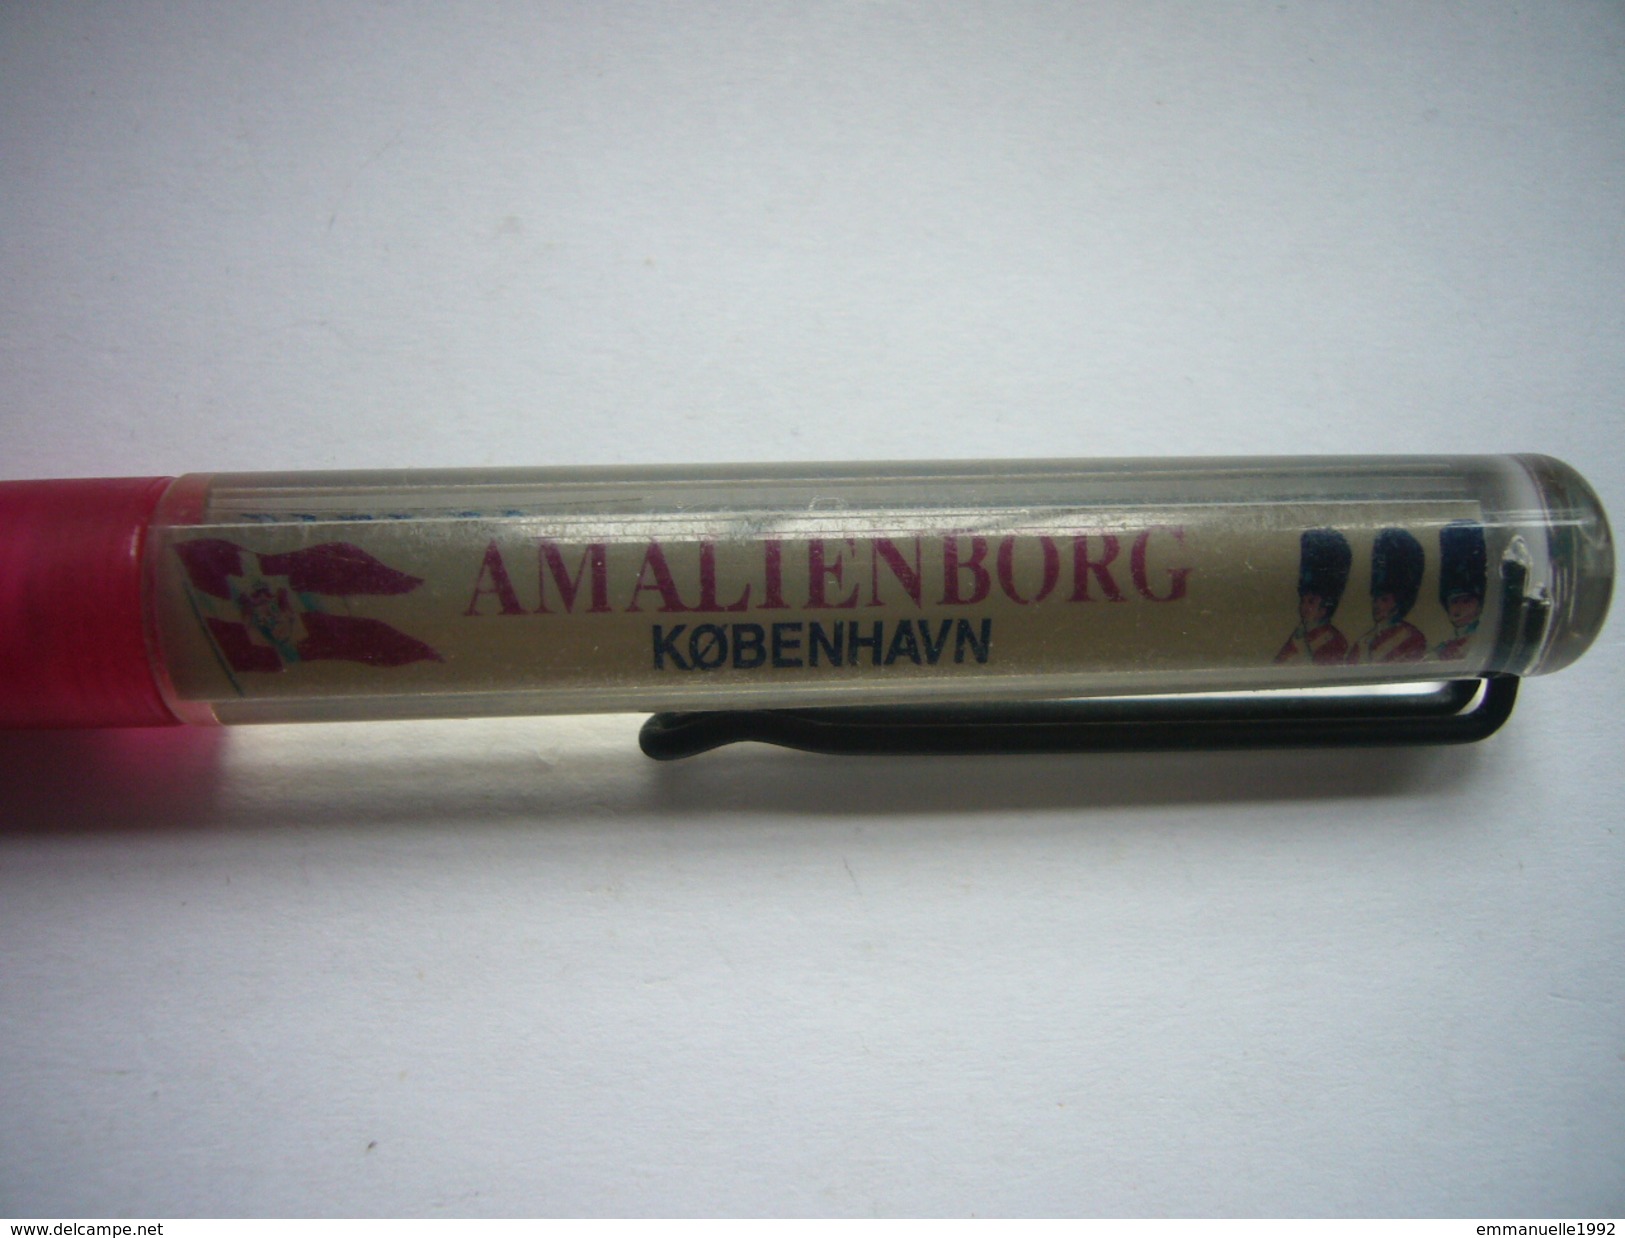 AMALIENBORG
KØBENHAVN
www.delcampe.net
emmanuelle1992